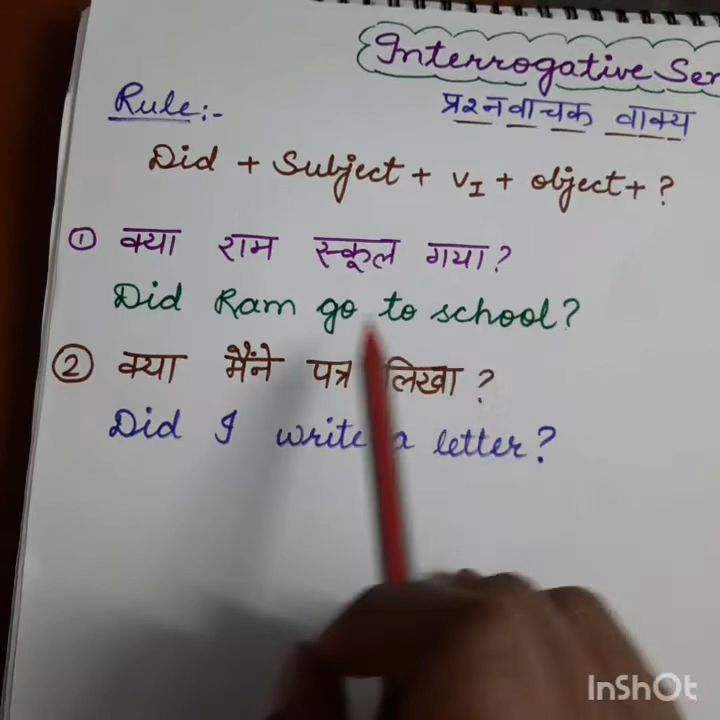 Interrogative Sen
प्रश्नवाचक वाक्य
Rule:-
Did + Subject + V I + object + ?
① क्या राम स्कूल गया?
Did Ram go to school?
② क्या मैंने पत्र लिखा?
Did I write a letter?
InShOt